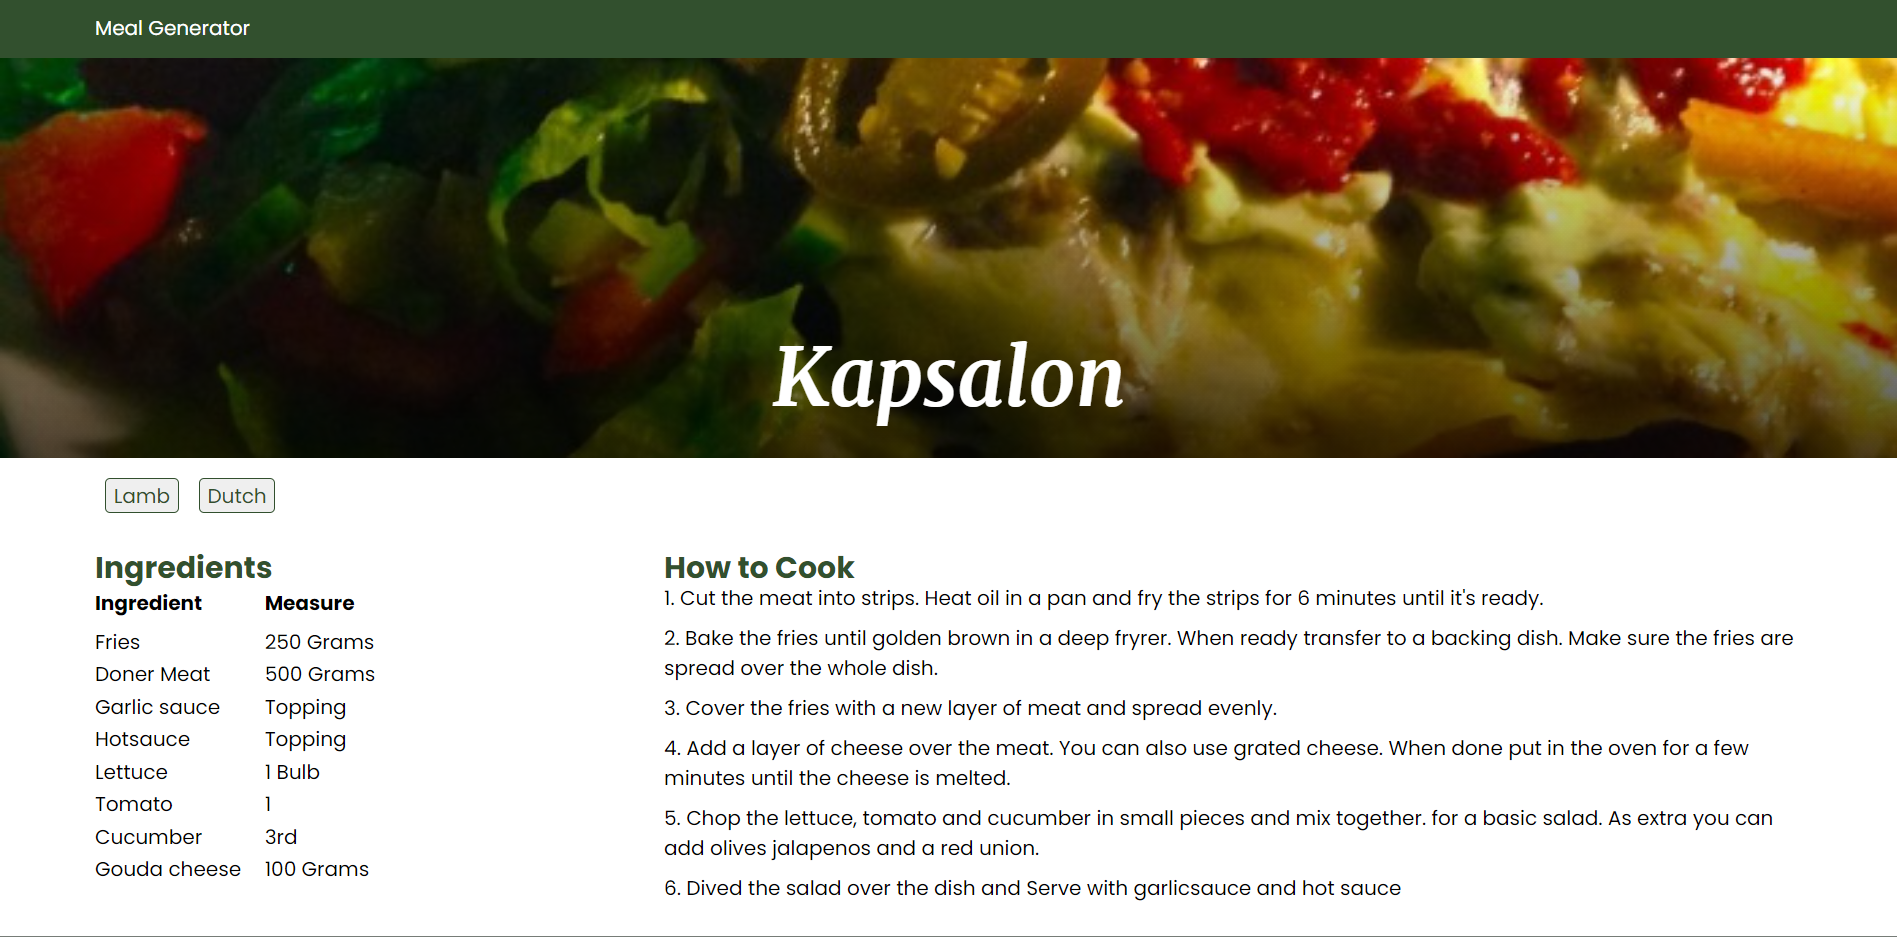 Meal Generator
Kapsalon
Lamb Dutch
Ingredients
Ingredient Measure
Fries 250 Grams
Doner Meat 500 Grams
Garlic sauce Topping
Hotsauce Topping
Lettuce 1 Bulb
Tomato 1
Cucumber 3rd
Gouda cheese 100 Grams
How to Cook
1. Cut the meat into strips. Heat oil in a pan and fry the strips for 6 minutes until it's ready.
2. Bake the fries until golden brown in a deep fryrer. When ready transfer to a backing dish. Make sure the fries are
spread over the whole dish.
3. Cover the fries with a new layer of meat and spread evenly.
4. Add a layer of cheese over the meat. You can also use grated cheese. When done put in the oven for a few
minutes until the cheese is melted.
5. Chop the lettuce, tomato and cucumber in small pieces and mix together. for a basic salad. As extra you can
add olives jalapenos and a red union.
6. Dived the salad over the dish and Serve with garlicsauce and hot sauce